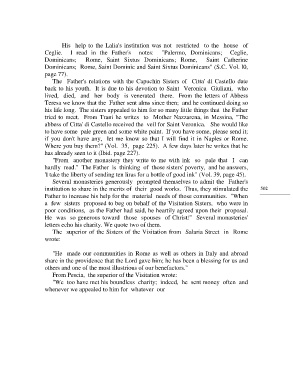 His help to the Lalia's institution was not restricted to the house of
Ceglie. I read in the Father's notes: "Palermo, Dominicans; Ceglie,
Dominicans; Rome, Saint Sixtus Dominicans; Rome, Saint Catherine
Dominicans; Rome, Saint Dominic and Saint Sixtus Dominicans" (S.C. Vol. 10,
page 77).
The Father's relations with the Capuchin Sisters of Citta' di Castello date
back to his youth. It is due to his devotion to Saint Veronica Giuliani, who
lived, died, and her body is venerated there. From the letters of Abbess
Teresa we know that the Father sent alms since then and he continued doing so
his life long. The sisters appealed to him for so many little things that the Father
tried to meet. From Trani he writes to Mother Nazzarena, in Messina, "The
abbess of Citta' di Castello received the veil for Saint Veronica. She would like
to have some pale green and some white paint. If you have some, please send it;
if you don't have any, let me know so that I will find it in Naples or Rome.
Where you buy them?" (Vol. 35, page 225). A few days later he writes that he
has already sent to it (Ibid, page 227).
"From another monastery they write to me with ink so pale that I can
hardly read." The Father is thinking of those sisters' poverty, and he answers,
'I take the liberty of sending ten liras for a bottle of good ink" (Vol. 39, page 45).
Several monasteries generously prompted themselves to admit the Father's
institution to share in the merits of their good works. Thus, they stimulated the
Father to increase his help for the material needs of those communities. "When
a few sisters proposed to beg on behalf of the Visitation Sisters, who were in
poor conditions, as the Father had said, he heartily agreed upon their proposal.
He was so generous toward those spouses of Christ!" Several monasteries'
letters echo his charity. We quote two of them.
The superior of the Sisters of the Visitation from Salaria Street in Rome
wrote:
"He made our communities in Rome as well as others in Italy and abroad
share in the providence that the Lord gave him; he has been a blessing for us and
others and one of the most illustrious of our benefactors."
From Pescia, the superior of the Visitation wrote:
"We too have met his boundless charity; indeed, he sent money often and
whenever we appealed to him for whatever our